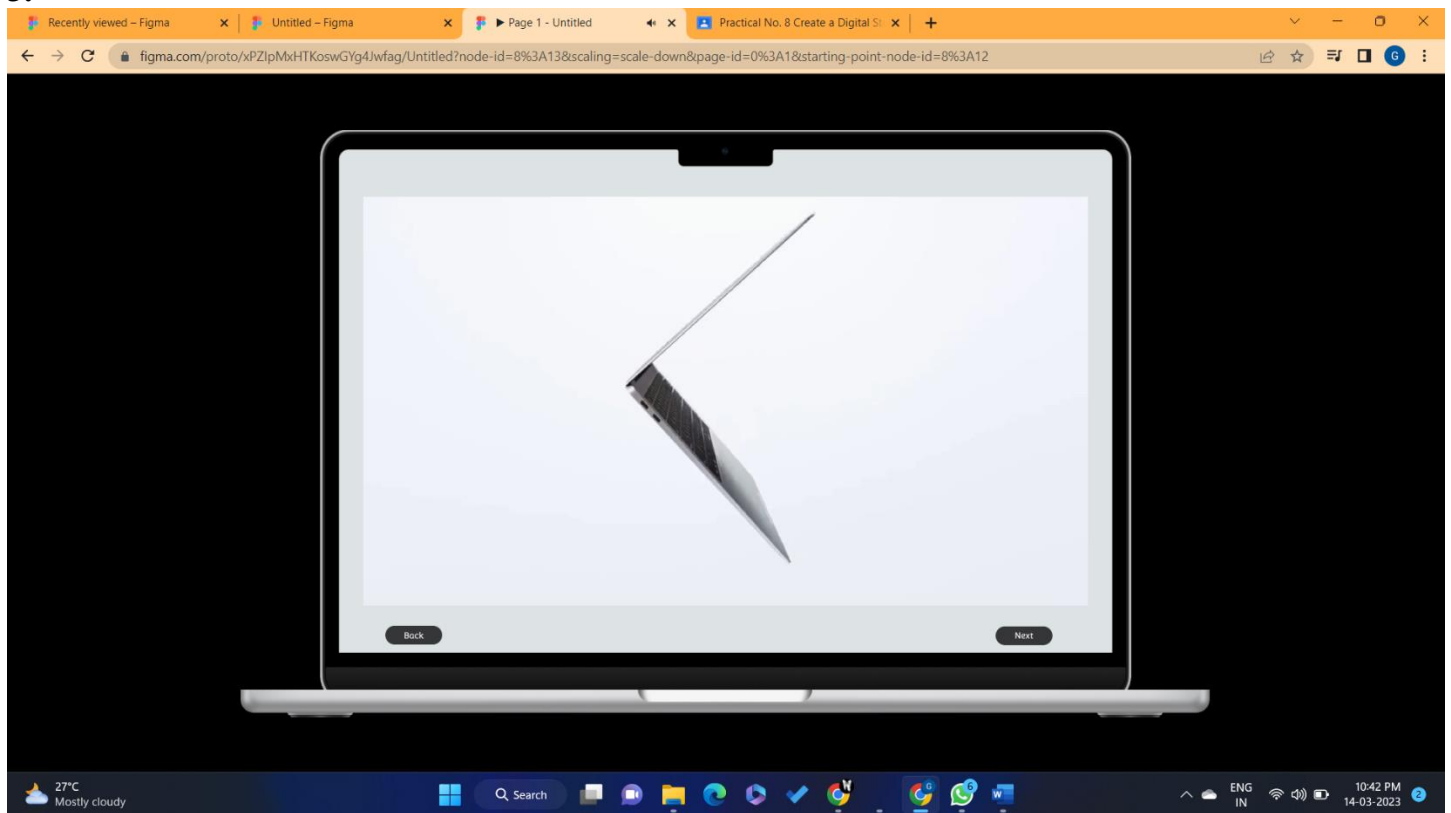 Recently viewed – Figma
Untitled – Figma
Page 1 - Untitled
Practical No. 8 Create a Digital St
figma.com/proto/xPZIpMxHTKoswGYg4Jwfag/Untitled?node-id=8%3A13&scaling=scale-down&page-id=0%3A1&starting-point-node-id=8%3A12
G
Back
Next
27°C
Mostly cloudy
Search
ENG
IN
10:42 PM
14-03-2023
2